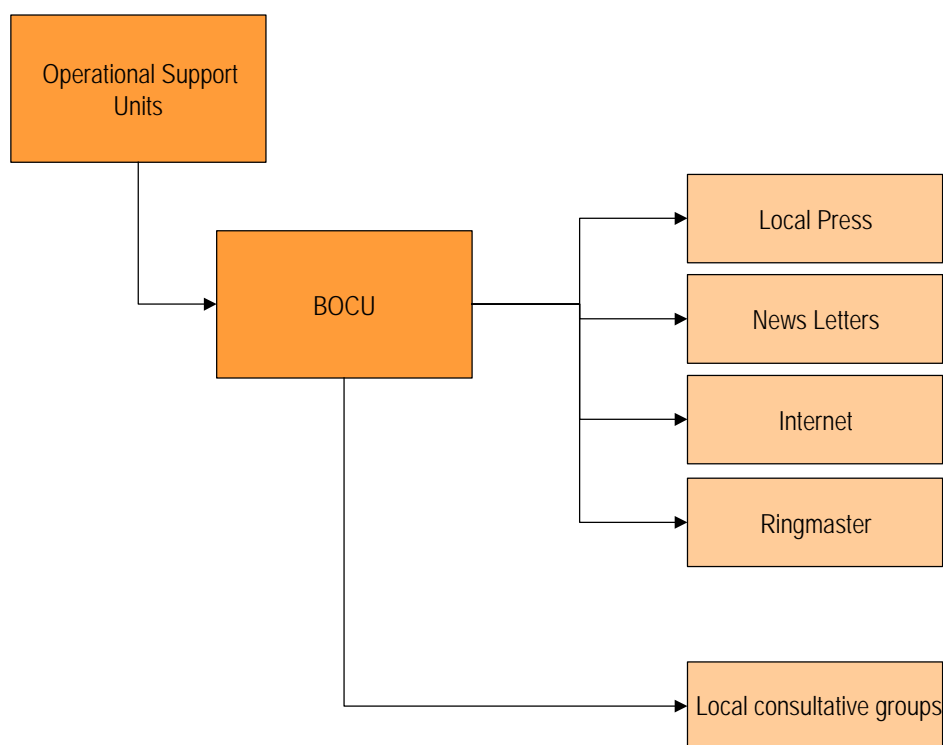 Operational Support
Units
BOCU
Local Press
News Letters
Internet
Ringmaster
Local consultative groups